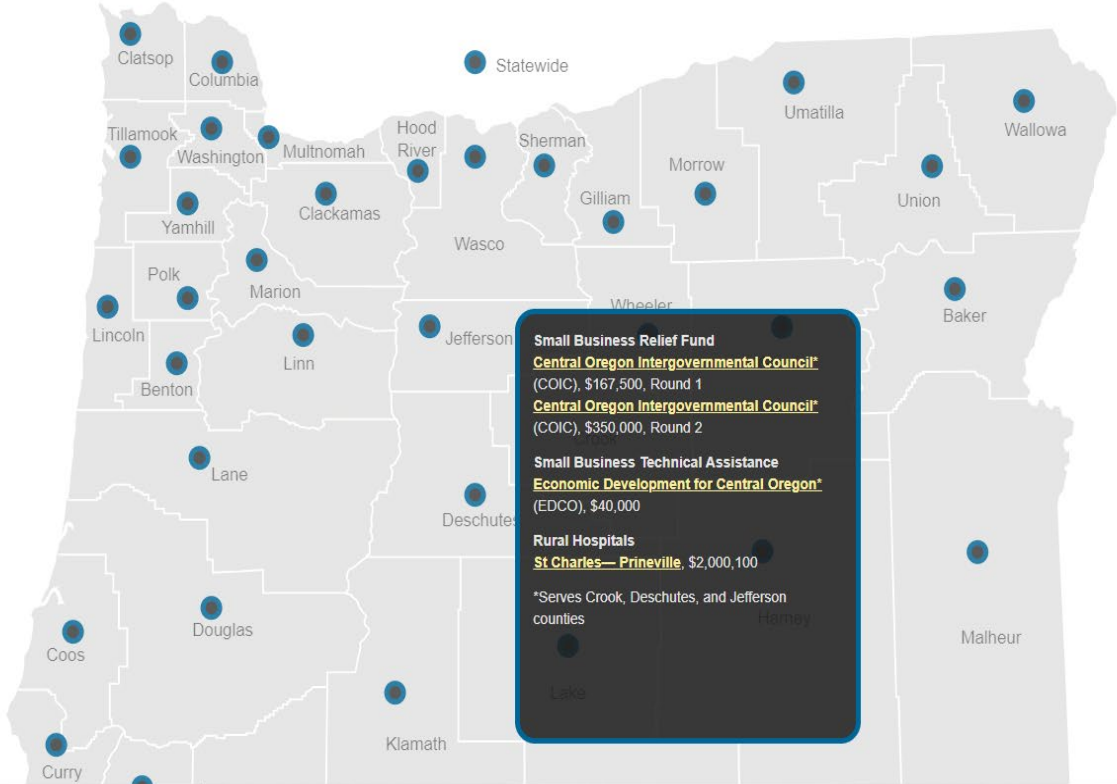 Clatsop
Columbia
Statewide
Umatilla
Wallowa
Tillamook
Washington
Multnomah
Hood
River
Sherman
Morrow
Union
Gilliam
Clackamas
Yamhill
Wasco
Polk
Marion
Wheeler
Baker
Lincoln
Linn
Jefferson
Benton
Small Business Relief Fund
Central Oregon Intergovernmental Council*
(COIC), $167,500, Round 1
Central Oregon Intergovernmental Council*
(COIC), $350,000, Round 2
Crook
Small Business Technical Assistance
Economic Development for Central Oregon*
(EDCO), $40,000
Rural Hospitals
St Charles— Prineville, $2,000,100
*Serves Crook, Deschutes, and Jefferson
counties
Lane
Deschutes
Harney
Douglas
Malheur
Coos
Lake
Klamath
Curry